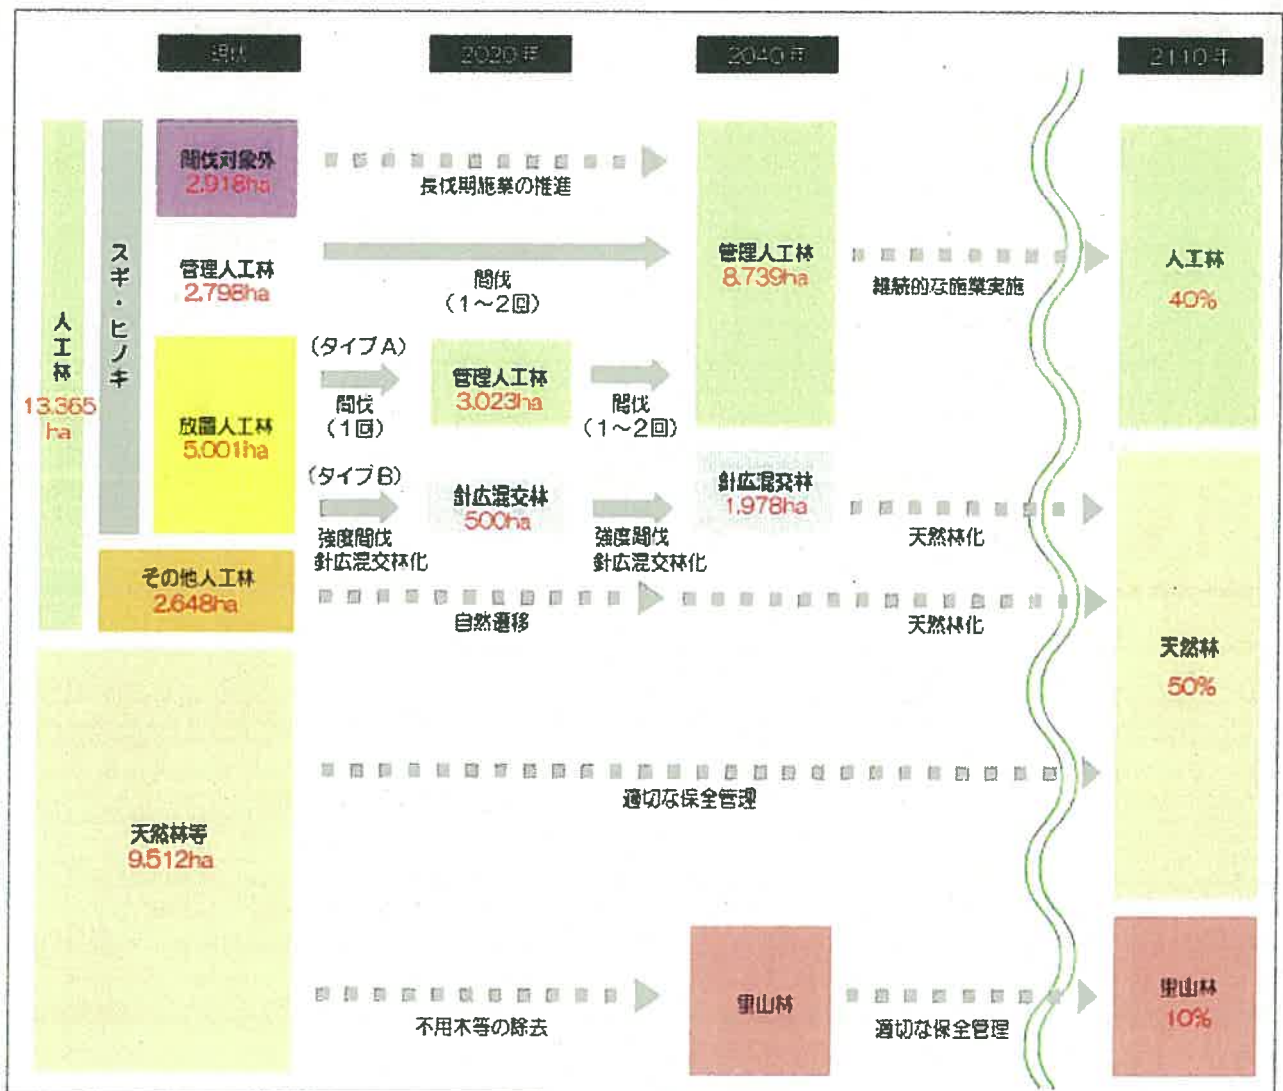 現状
2020年
2040年
2110年
人工林
13.365
ha
スギ・ヒノキ
間伐対象外
2.918ha
長伐期施業の推進
管理人工林
2.798ha
間伐
(1～2回)
管理人工林
8.739ha
継続的な施業実施
人工林
40%
放置人工林
5.001ha
(タイプA)
間伐
(1回)
管理人工林
3.023ha
間伐
(1～2回)
(タイプB)
強度間伐
針広混交林化
針広混交林
500ha
強度間伐
針広混交林化
針広混交林
1.978ha
天然林化
その他人工林
2.648ha
自然遷移
天然林化
天然林
50%
天然林等
9.512ha
適切な保全管理
不用木等の除去
里山林
適切な保全管理
里山林
10%